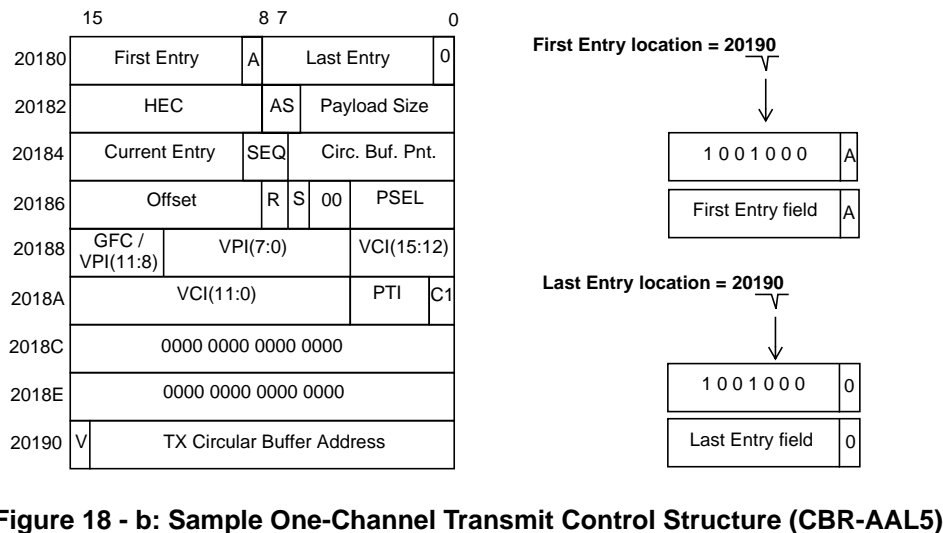 15 8 7 0
20180 First Entry A Last Entry 0
20182 HEC AS Payload Size
20184 Current Entry SEQ Circ. Buf. Pnt.
20186 Offset R S 00 PSEL
20188 GFC / VPI(11:8) VPI(7:0) VCI(15:12)
2018A VCI(11:0) PTI C1
2018C 0000 0000 0000 0000
2018E 0000 0000 0000 0000
20190 V TX Circular Buffer Address
First Entry location = 20190
1 0 0 1 0 0 0 A
First Entry field A
Last Entry location = 20190
1 0 0 1 0 0 0 0
Last Entry field 0
Figure 18 - b: Sample One-Channel Transmit Control Structure (CBR-AAL5)